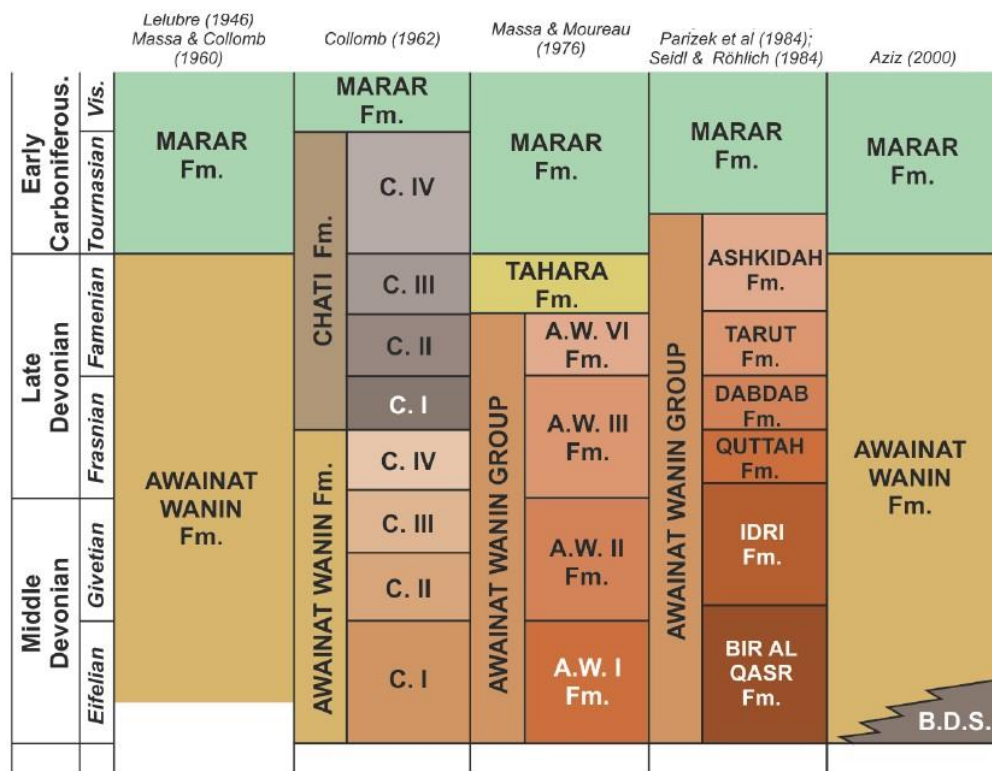 Lelubre (1946)
Massa & Collomb
(1960)
Collomb (1962)
Massa & Moureau
(1976)
Parizek et al (1984);
Seidl & Röhlich (1984)
Aziz (2000)
Early
Carboniferous.
Vis.
Tournasian
Late
Devonian
Famenian
Frasnian
Middle
Devonian
Givetian
Eifelian
MARAR
Fm.
AWAINAT
WANIN
Fm.
MARAR
Fm.
CHATI Fm.
C. IV
C. III
C. II
C. I
AWAINAT WANIN Fm.
C. IV
C. III
C. II
C. I
MARAR
Fm.
TAHARA
Fm.
AWAINAT WANIN GROUP
A.W. VI
Fm.
A.W. III
Fm.
A.W. II
Fm.
A.W. I
Fm.
MARAR
Fm.
AWAINAT WANIN GROUP
ASHKIDAH
Fm.
TARUT
Fm.
DABDAB
Fm.
QUTTAH
Fm.
IDRI
Fm.
BIR AL
QASR
Fm.
MARAR
Fm.
AWAINAT
WANIN
Fm.
B.D.S.